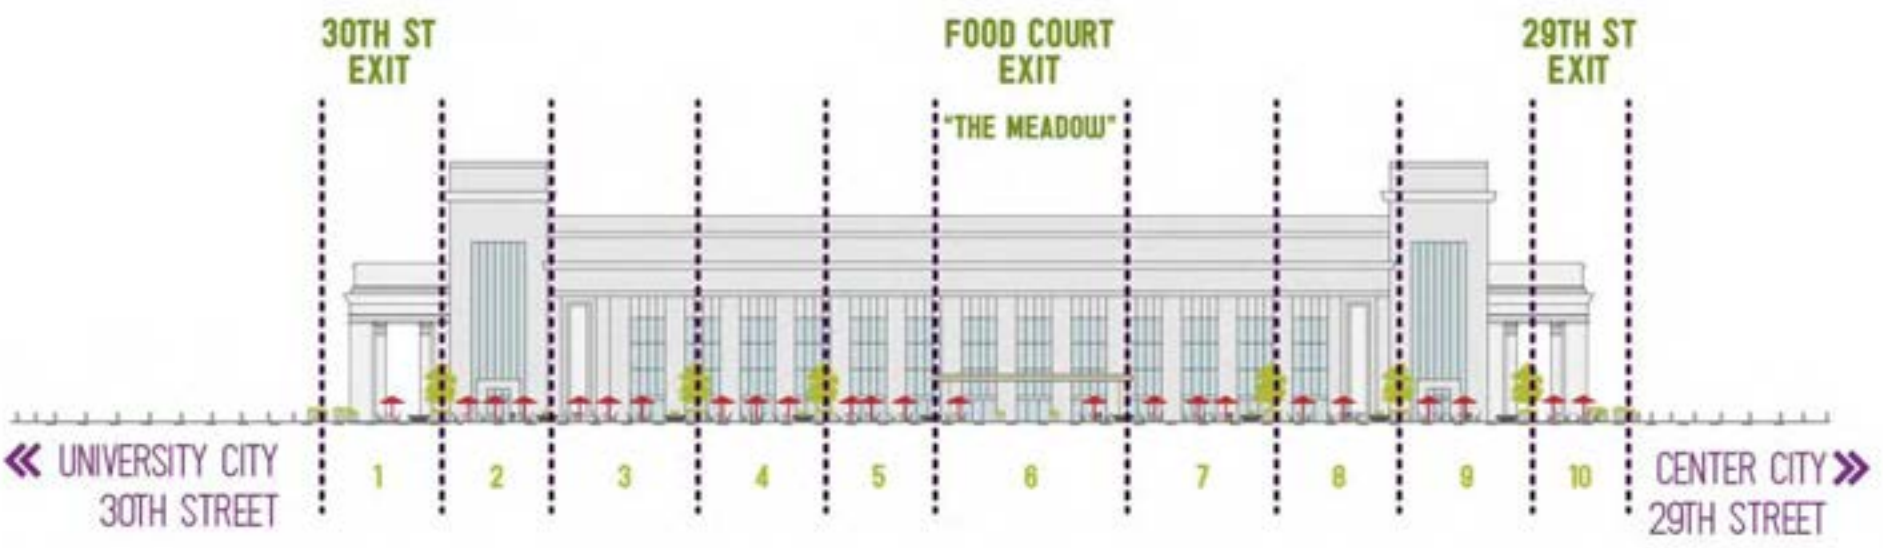 30TH ST
EXIT
FOOD COURT
EXIT
"THE MEADOW"
29TH ST
EXIT
« UNIVERSITY CITY
30TH STREET
1
2
3
4
5
6
7
8
9
10
CENTER CITY »
29TH STREET